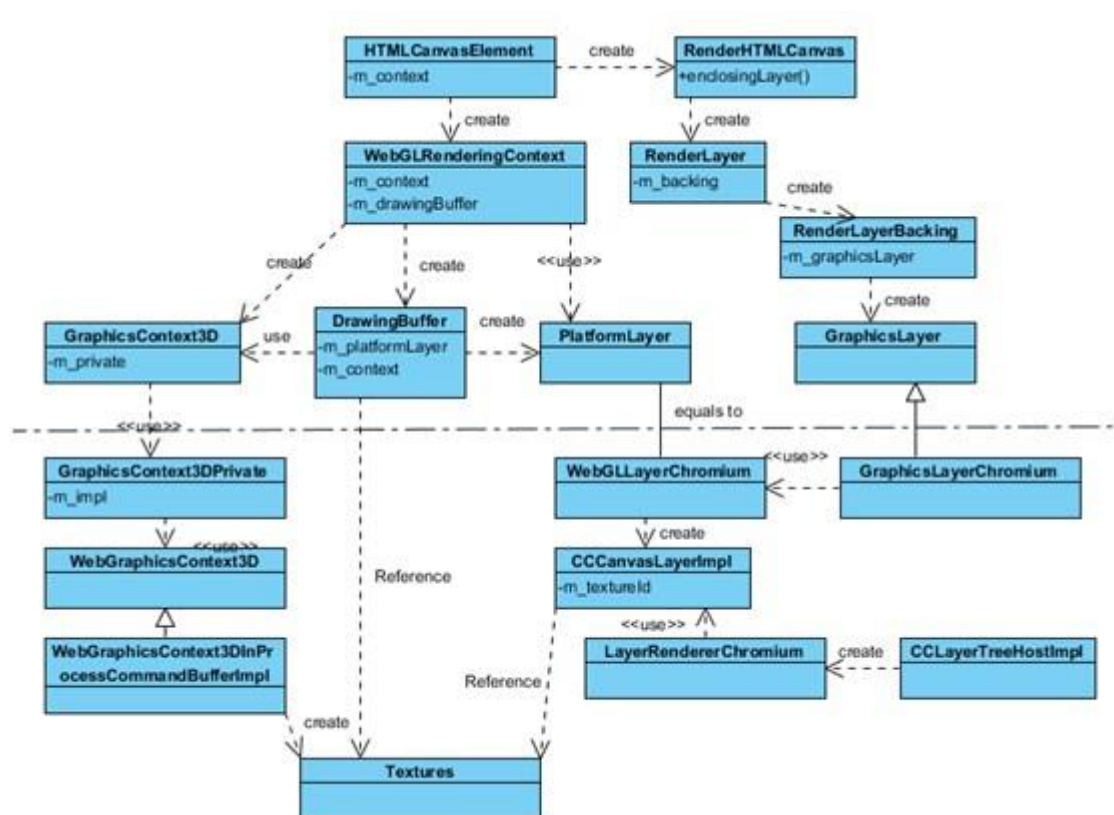 HTMLCanvasElement
-m_context
create
RenderHTMLCanvas
+enclosingLayer()
create
create
WebGLRenderingContext
-m_context
-m_drawingBuffer
RenderLayer
-m_backing
create
RenderLayerBacking
-m_graphicsLayer
create
create
<<use>>
create
GraphicsContext3D
-m_private
use
DrawingBuffer
-m_platformLayer
-m_context
create
PlatformLayer
GraphicsLayer
equals to
<<use>>
GraphicsContext3DPrivate
-m_impl
WebGLLayerChromium
<<use>>
GraphicsLayerChromium
<<use>>
create
WebGraphicsContext3D
Reference
CCCanvasLayerImpl
-m_textureId
<<use>>
WebGraphicsContext3DInPr
ocessCommandBufferImpl
LayerRendererChromium
create
CCLayerTreeHostImpl
Reference
create
Textures